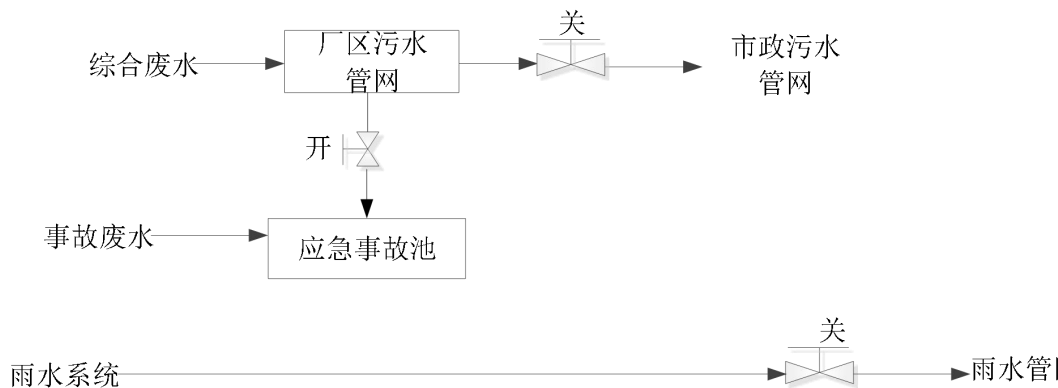 关
综合废水
厂区污水
管网
市政污水
管网
开
事故废水
应急事故池
关
雨水系统
雨水管